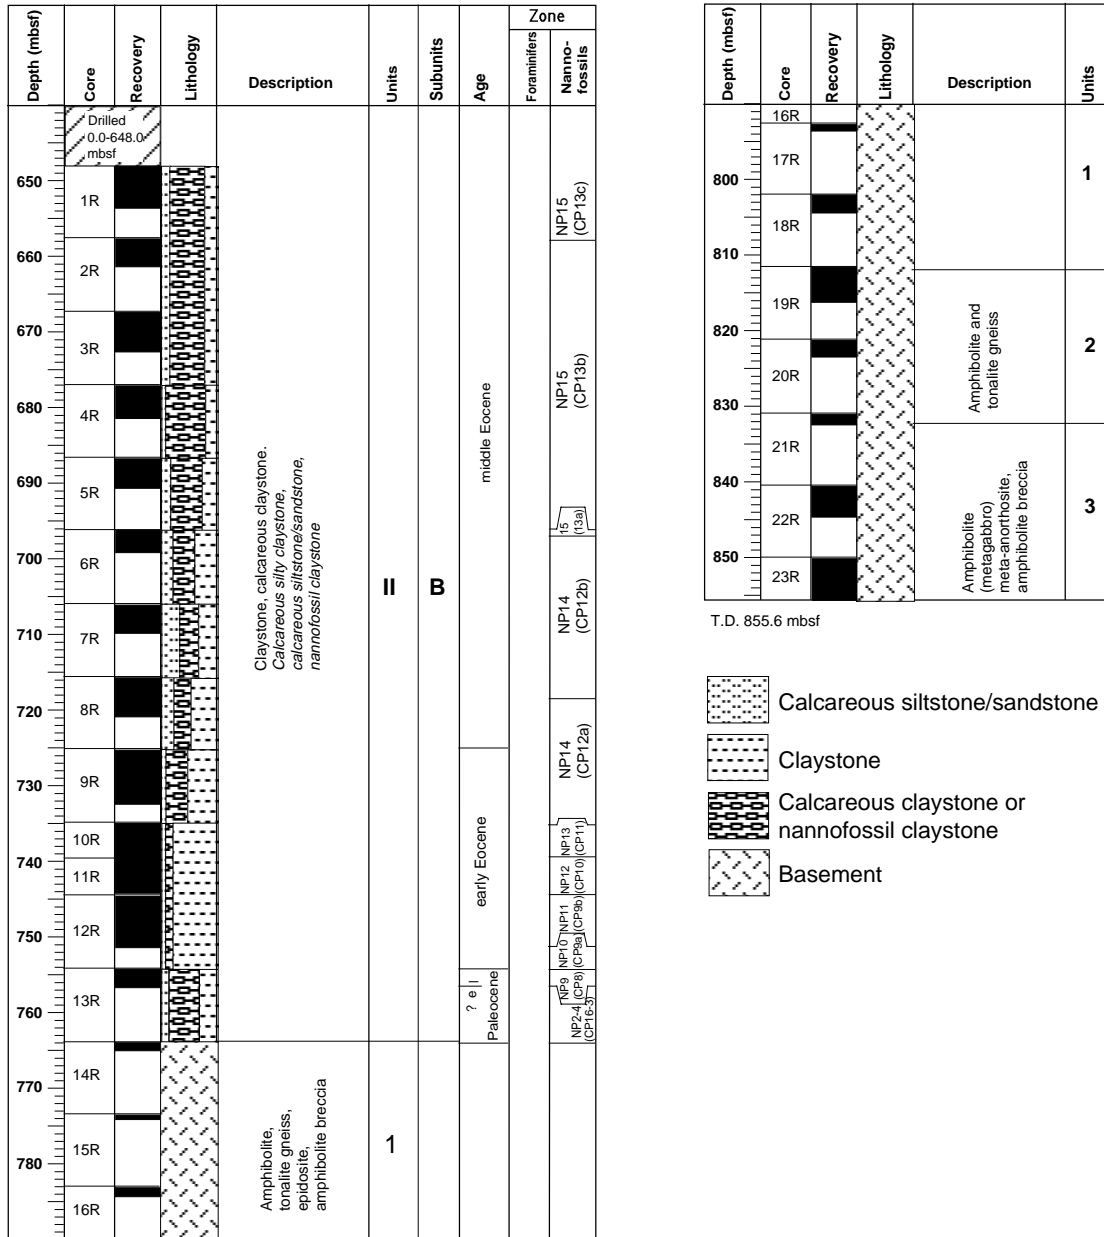 Depth (mbsf)
Core
Recovery
Lithology
Description
Units
Subunits
Age
Zone
Foraminifers
Nanno-
fossils
Drilled
0.0-648.0
mbsf
650
660
670
680
690
700
710
720
730
740
750
760
770
780
1R
2R
3R
4R
5R
6R
7R
8R
9R
10R
11R
12R
13R
14R
15R
16R
Claystone, calcareous claystone.
Calcareous silty claystone,
calcareous siltstone/sandstone,
nannofossil claystone
Amphibolite,
tonalite gneiss,
epidosite,
amphibolite breccia
II
1
B
middle Eocene
early Eocene
? e l
Paleocene
NP15
(CP13c)
NP15
(CP13b)
15
(13a)
NP14
(CP12b)
NP14
(CP12a)
NP13
(CP11)
NP12
(CP10)
NP11
(CP9b)
NP10
(CP9a)
NP9
(CP8)
NP2-4
(CP16-3)
Depth (mbsf)
Core
Recovery
Lithology
Description
Units
800
810
820
830
840
850
16R
17R
18R
19R
20R
21R
22R
23R
Amphibolite and
tonalite gneiss
Amphibolite
(metagabbro)
meta-anorthosite,
amphibolite breccia
1
2
3
T.D. 855.6 mbsf
Calcareous siltstone/sandstone
Claystone
Calcareous claystone or
nannofossil claystone
Basement